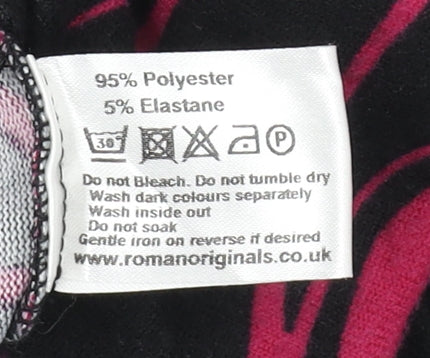 95% Polyester
5% Elastane
30 P
Do not Bleach. Do not tumble dry
Wash dark colours separately
Wash inside out
Do not soak
Gentle iron on reverse if desired
www.romanoriginals.co.uk